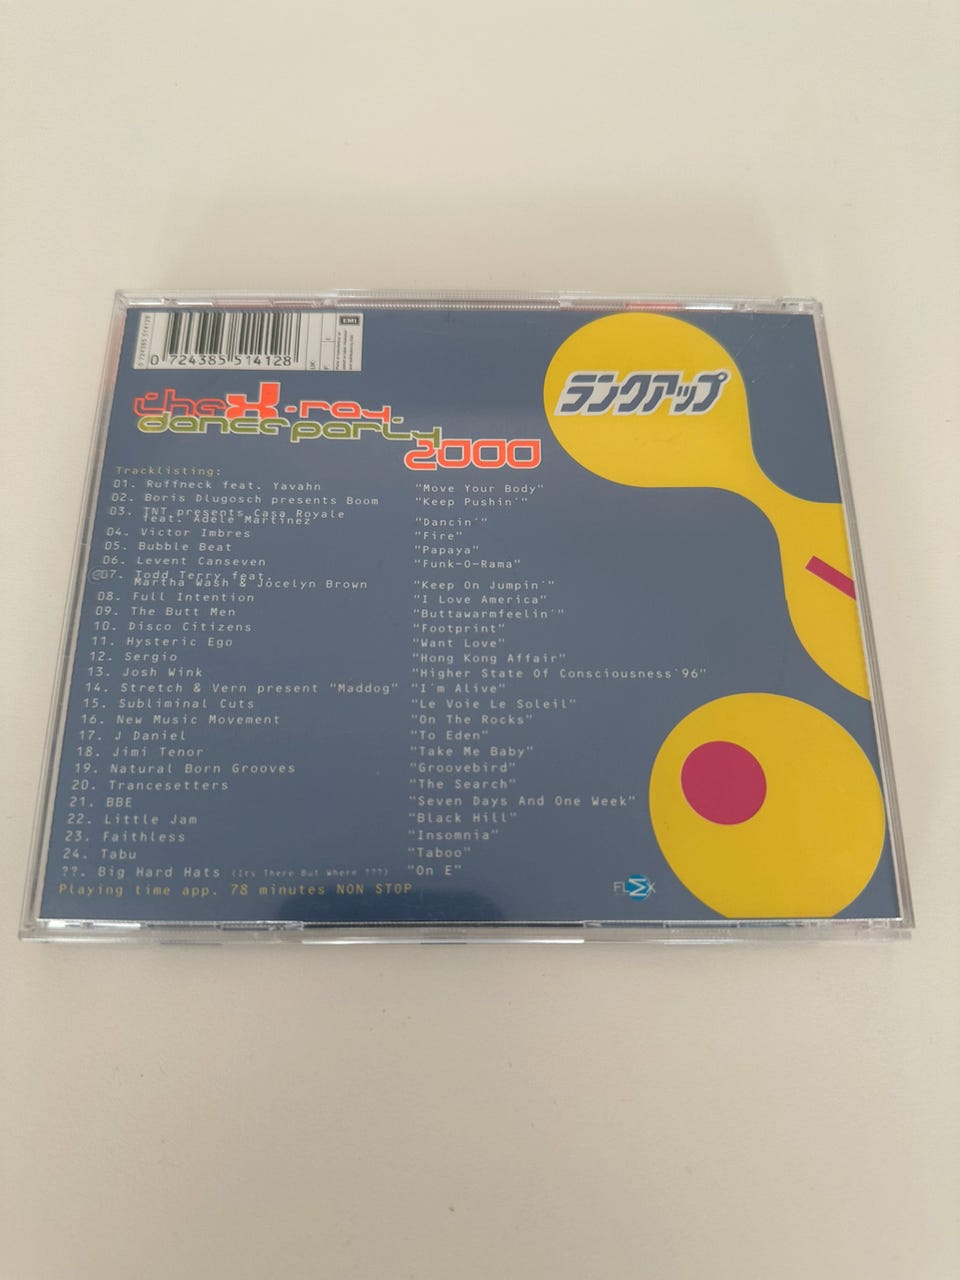 0 724385 514128
0 724385 514128
EMI
ランクアップ
the X-ray
danceparty
2000
Tracklisting:
01. Ruffneck feat. Yavahn "Move Your Body"
02. Boris Dlugosch presents Boom "Keep Pushin´"
03. TNT presents Casa Royale
feat. Adele Martinez "Dancin´"
04. Victor Imbres "Fire"
05. Bubble Beat "Papaya"
06. Levent Canseven "Funk-O-Rama"
07. Todd Terry feat.
Martha Wash & Jocelyn Brown "Keep On Jumpin´"
08. Full Intention "I Love America"
09. The Butt Men "Buttawarmfeelin´"
10. Disco Citizens "Footprint"
11. Hysteric Ego "Want Love"
12. Sergio "Hong Kong Affair"
13. Josh Wink "Higher State Of Consciousness´96"
14. Stretch & Vern present "Maddog" "I´m Alive"
15. Subliminal Cuts "Le Voie Le Soleil"
16. New Music Movement "On The Rocks"
17. J Daniel "To Eden"
18. Jimi Tenor "Take Me Baby"
19. Natural Born Grooves "Groovebird"
20. Trancesetters "The Search"
21. BBE "Seven Days And One Week"
22. Little Jam "Black Hill"
23. Faithless "Insomnia"
24. Tabu "Taboo"
??. Big Hard Hats (Its There But Where ???) "On E"
Playing time app. 78 minutes NON STOP
FLEX